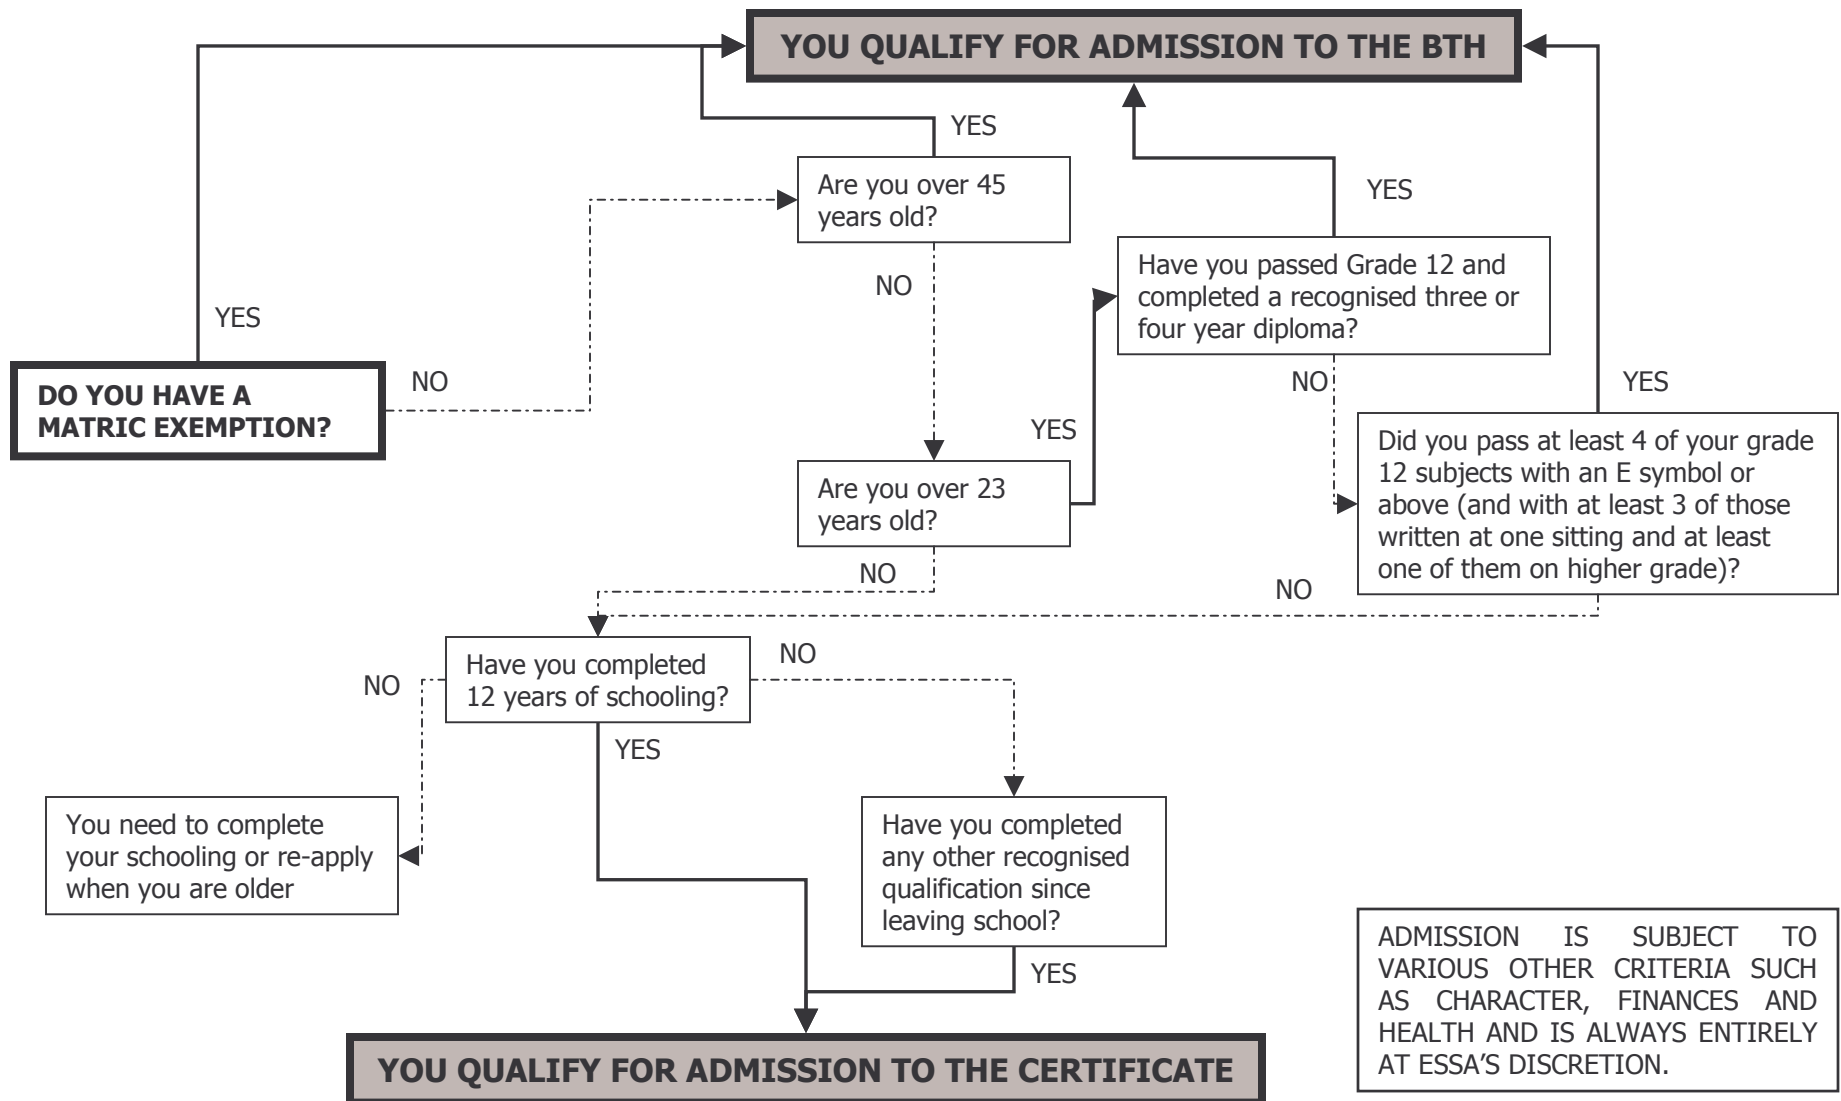 YOU QUALIFY FOR ADMISSION TO THE BTH
YES
Are you over 45
years old?
YES
Have you passed Grade 12 and
completed a recognised three or
four year diploma?
NO
YES
DO YOU HAVE A
MATRIC EXEMPTION?
NO
NO
YES
YES
Did you pass at least 4 of your grade
12 subjects with an E symbol or
above (and with at least 3 of those
written at one sitting and at least
one of them on higher grade)?
Are you over 23
years old?
NO
NO
Have you completed
12 years of schooling?
NO
NO
YES
You need to complete
your schooling or re-apply
when you are older
Have you completed
any other recognised
qualification since
leaving school?
YES
ADMISSION IS SUBJECT TO
VARIOUS OTHER CRITERIA SUCH
AS CHARACTER, FINANCES AND
HEALTH AND IS ALWAYS ENTIRELY
AT ESSA'S DISCRETION.
YOU QUALIFY FOR ADMISSION TO THE CERTIFICATE